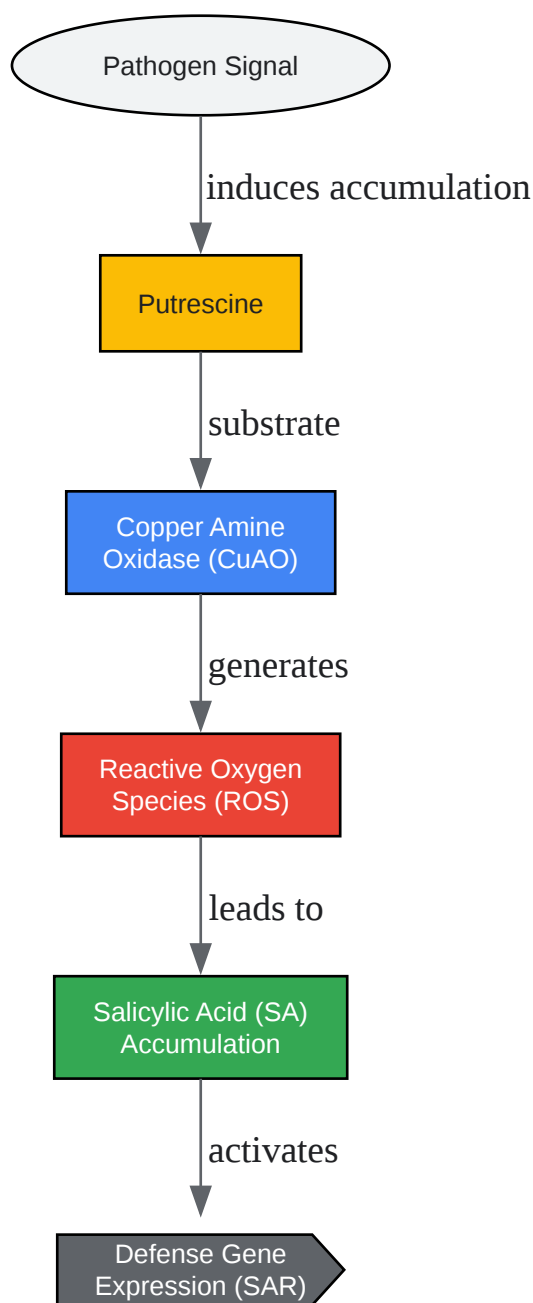 Pathogen Signal
induces accumulation
Putrescine
substrate
Copper Amine
Oxidase (CuAO)
generates
Reactive Oxygen
Species (ROS)
leads to
Salicylic Acid (SA)
Accumulation
activates
Defense Gene
Expression (SAR)